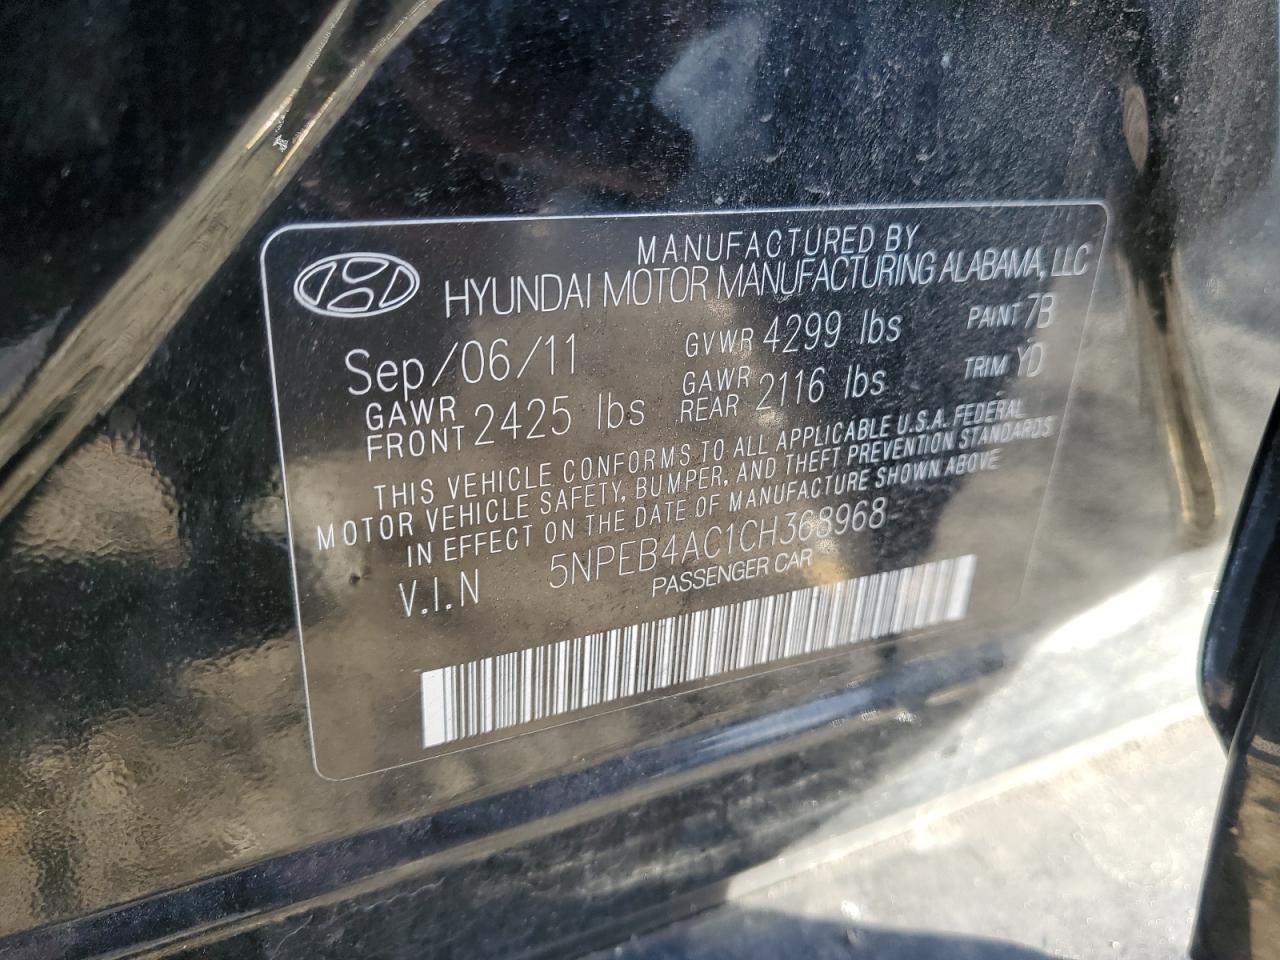 MANUFACTURED BY
HYUNDAI MOTOR MANUFACTURING ALABAMA, LLC
Sep/06/11 GVWR 4299 lbs PAINT 7B
GAWR FRONT 2425 lbs GAWR REAR 2116 lbs TRIM YD
THIS VEHICLE CONFORMS TO ALL APPLICABLE U.S.A. FEDERAL
MOTOR VEHICLE SAFETY, BUMPER, AND THEFT PREVENTION STANDARDS
IN EFFECT ON THE DATE OF MANUFACTURE SHOWN ABOVE
V.I.N 5NPEB4AC1CH368968
PASSENGER CAR